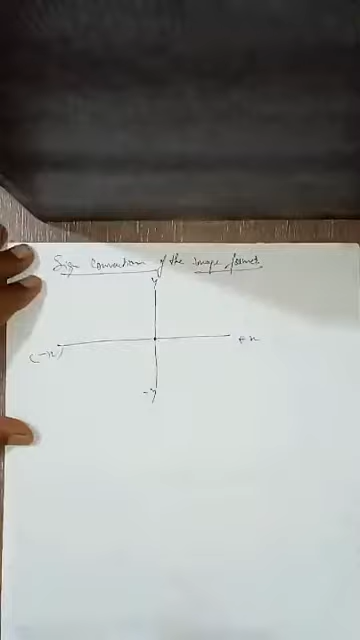 Sign convention of the image formed
y
(-x) +x
-y